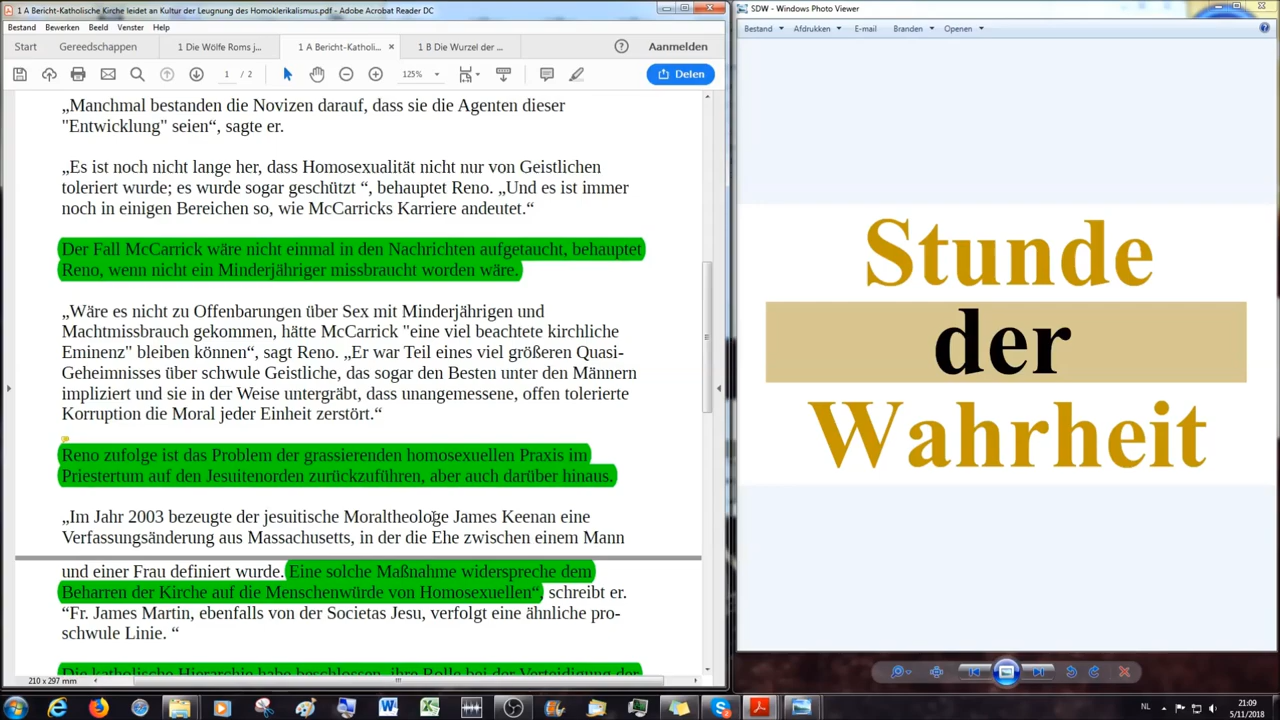 1 A Bericht-Katholische Kirche leidet an Kultur der Leugnung des Homoklerikalismus.pdf - Adobe Acrobat Reader DC
Bestand Bewerken Beeld Venster Help
Start Gereedschappen 1 Die Wölfe Roms j... 1 A Bericht-Katholi... × 1 B Die Wurzel der ... Aanmelden
1 / 2 125% Delen
„Manchmal bestanden die Novizen darauf, dass sie die Agenten dieser
"Entwicklung" seien“, sagte er.
„Es ist noch nicht lange her, dass Homosexualität nicht nur von Geistlichen
toleriert wurde; es wurde sogar geschützt “, behauptet Reno. „Und es ist immer
noch in einigen Bereichen so, wie McCarricks Karriere andeutet.“
Der Fall McCarrick wäre nicht einmal in den Nachrichten aufgetaucht, behauptet
Reno, wenn nicht ein Minderjähriger missbraucht worden wäre.
„Wäre es nicht zu Offenbarungen über Sex mit Minderjährigen und
Machtmissbrauch gekommen, hätte McCarrick "eine viel beachtete kirchliche
Eminenz" bleiben können“, sagt Reno. „Er war Teil eines viel größeren Quasi-
Geheimnisses über schwule Geistliche, das sogar den Besten unter den Männern
impliziert und sie in der Weise untergräbt, dass unangemessene, offen tolerierte
Korruption die Moral jeder Einheit zerstört.“
Reno zufolge ist das Problem der grassierenden homosexuellen Praxis im
Priestertum auf den Jesuitenorden zurückzuführen, aber auch darüber hinaus.
„Im Jahr 2003 bezeugte der jesuitische Moraltheologe James Keenan eine
Verfassungsänderung aus Massachusetts, in der die Ehe zwischen einem Mann
und einer Frau definiert wurde. Eine solche Maßnahme widerspreche dem
Beharren der Kirche auf die Menschenwürde von Homosexuellen“, schreibt er.
“Fr. James Martin, ebenfalls von der Societas Jesu, verfolgt eine ähnliche pro-
schwule Linie. “
Die katholische Hierarchie habe beschlossen, ihre Rolle bei der Verteidigung der
210 x 297 mm
SDW - Windows Photo Viewer
Bestand Afdrukken E-mail Branden Openen
Stunde
der
Wahrheit
NL
21:09
5/11/2018